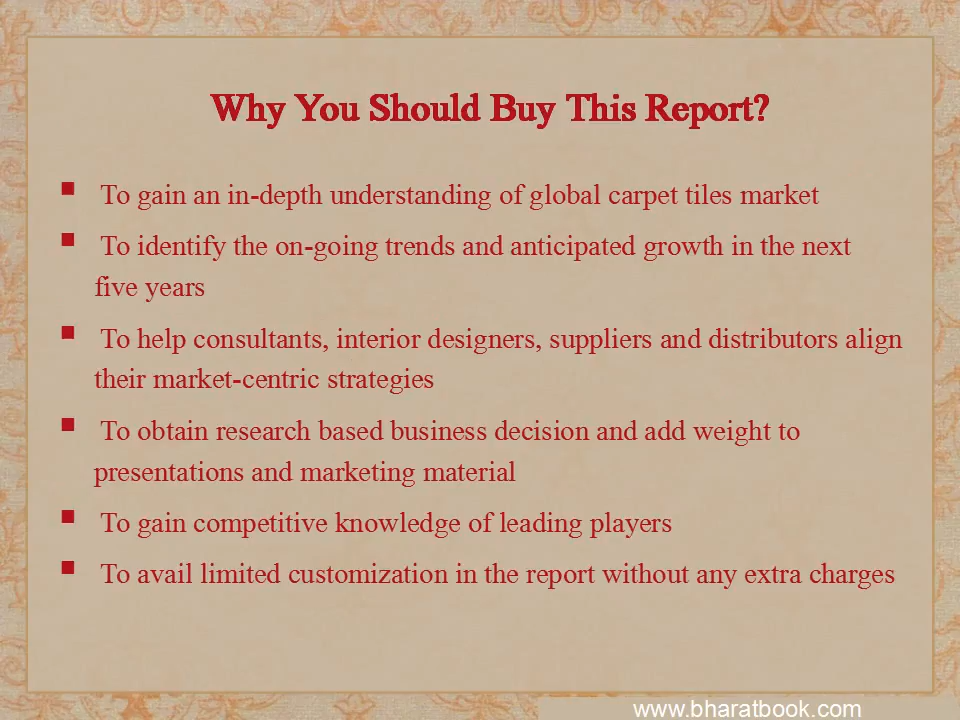 Why You Should Buy This Report?
▪ To gain an in-depth understanding of global carpet tiles market
▪ To identify the on-going trends and anticipated growth in the next
five years
▪ To help consultants, interior designers, suppliers and distributors align
their market-centric strategies
▪ To obtain research based business decision and add weight to
presentations and marketing material
▪ To gain competitive knowledge of leading players
▪ To avail limited customization in the report without any extra charges
www.bharatbook.com